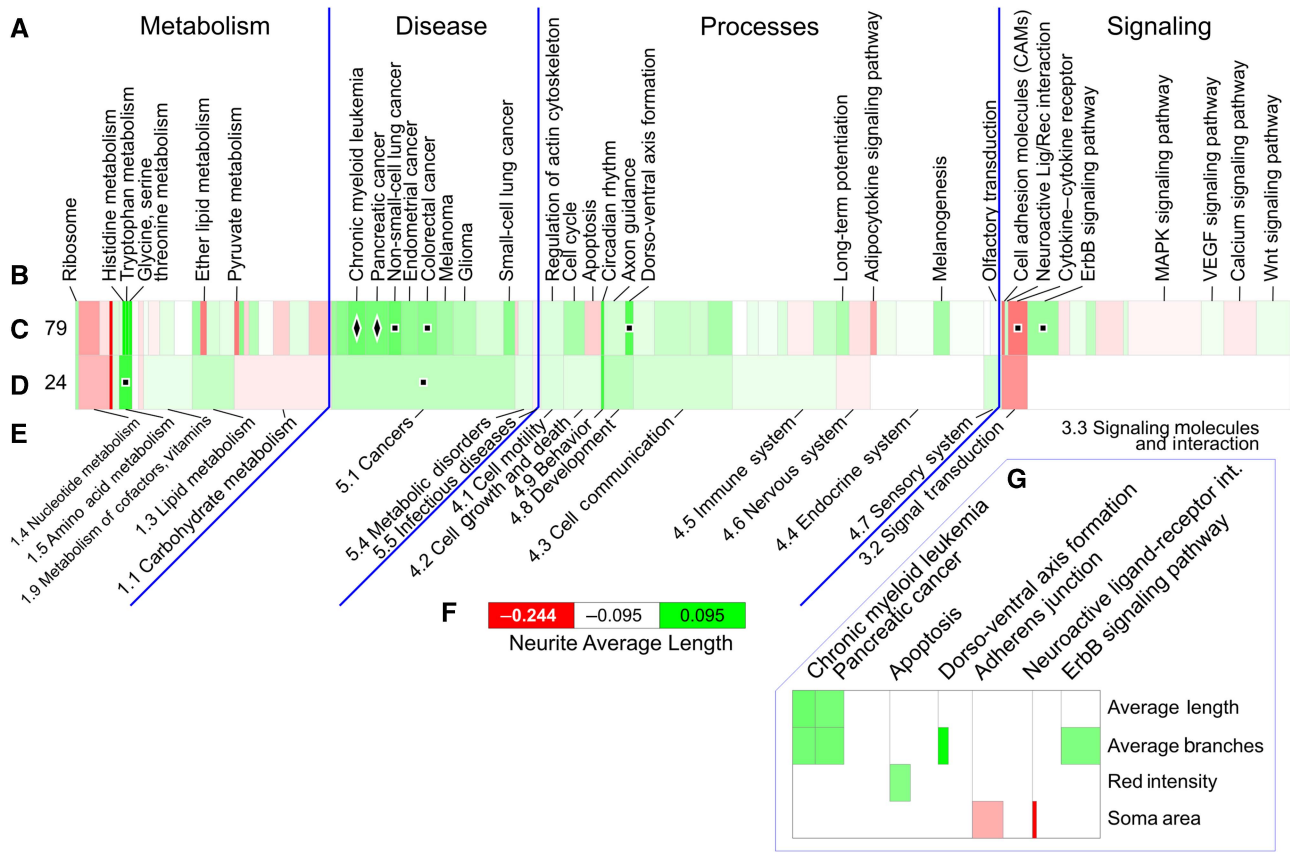 A
Metabolism
Disease
Processes
Signaling
B
Ribosome
Histidine metabolism
Tryptophan metabolism
Glycine, serine
threonine metabolism
Ether lipid metabolism
Pyruvate metabolism
Chronic myeloid leukemia
Pancreatic cancer
Non-small-cell lung cancer
Endometrial cancer
Colorectal cancer
Melanoma
Glioma
Small-cell lung cancer
Regulation of actin cytoskeleton
Cell cycle
Apoptosis
Circadian rhythm
Axon guidance
Dorso-ventral axis formation
Long-term potentiation
Adipocytokine signaling pathway
Melanogenesis
Olfactory transduction
Cell adhesion molecules (CAMs)
Neuroactive Lig/Rec interaction
Cytokine–cytokine receptor
ErbB signaling pathway
MAPK signaling pathway
VEGF signaling pathway
Calcium signaling pathway
Wnt signaling pathway
C 79
D 24
E
1.4 Nucleotide metabolism
1.5 Amino acid metabolism
1.9 Metabolism of cofactors, vitamins
1.3 Lipid metabolism
1.1 Carbohydrate metabolism
5.1 Cancers
5.4 Metabolic disorders
5.5 Infectious diseases
4.1 Cell motility
4.2 Cell growth and death
4.9 Behavior
4.8 Development
4.3 Cell communication
4.5 Immune system
4.6 Nervous system
4.4 Endocrine system
4.7 Sensory system
3.2 Signal transduction
3.3 Signaling molecules
and interaction
F
–0.244 –0.095 0.095
Neurite Average Length
G
Chronic myeloid leukemia
Pancreatic cancer
Apoptosis
Dorso-ventral axis formation
Adherens junction
Neuroactive ligand-receptor int.
ErbB signaling pathway
Average length
Average branches
Red intensity
Soma area